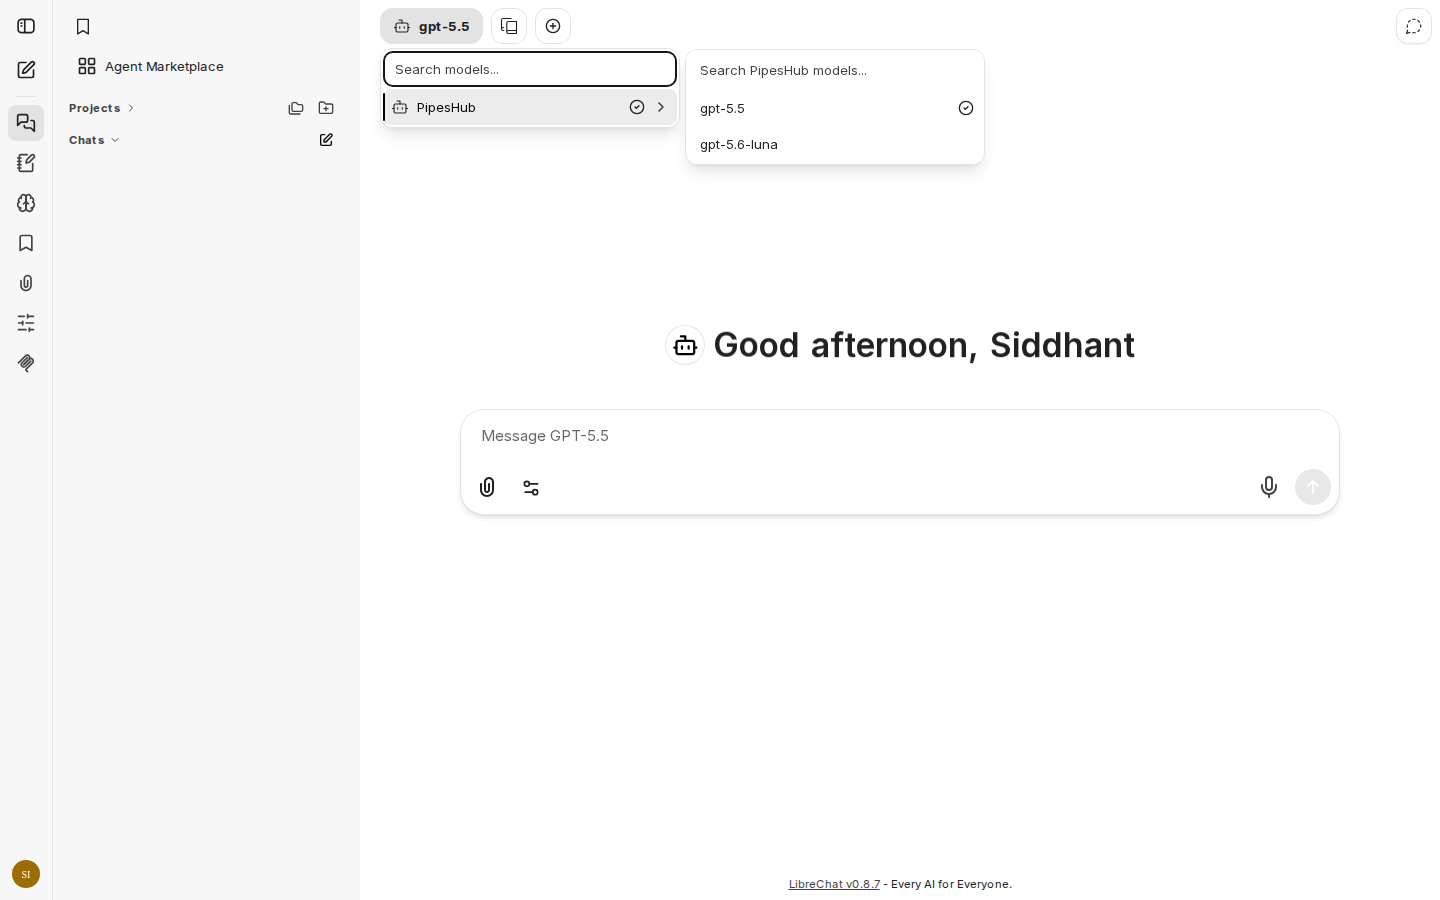 gpt-5.5
Search models...
PipesHub
Search PipesHub models...
gpt-5.5
gpt-5.6-luna
Agent Marketplace
Projects
Chats
Good afternoon, Siddhant
Message GPT-5.5
SI
LibreChat v0.8.7 - Every AI for Everyone.